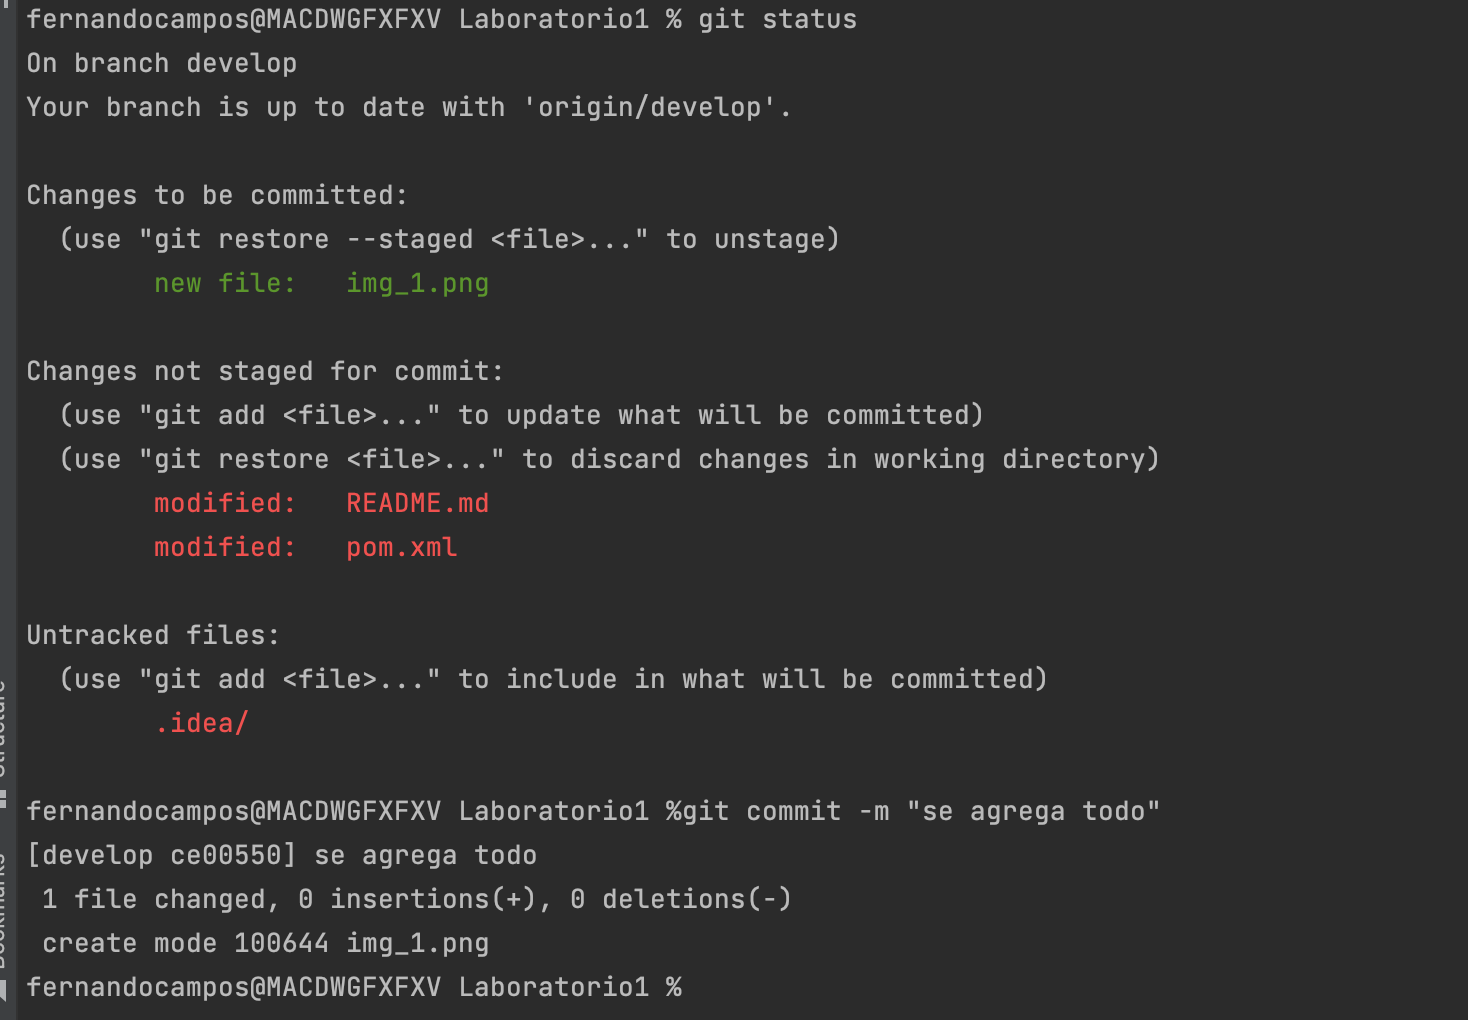 fernandocampos@MACDWGFXFXV Laboratorio1 % git status
On branch develop
Your branch is up to date with 'origin/develop'.
Changes to be committed:
(use "git restore --staged <file>..." to unstage)
new file:   img_1.png
Changes not staged for commit:
(use "git add <file>..." to update what will be committed)
(use "git restore <file>..." to discard changes in working directory)
modified:   README.md
modified:   pom.xml
Untracked files:
(use "git add <file>..." to include in what will be committed)
.idea/
fernandocampos@MACDWGFXFXV Laboratorio1 %git commit -m "se agrega todo"
[develop ce00550] se agrega todo
1 file changed, 0 insertions(+), 0 deletions(-)
create mode 100644 img_1.png
fernandocampos@MACDWGFXFXV Laboratorio1 %